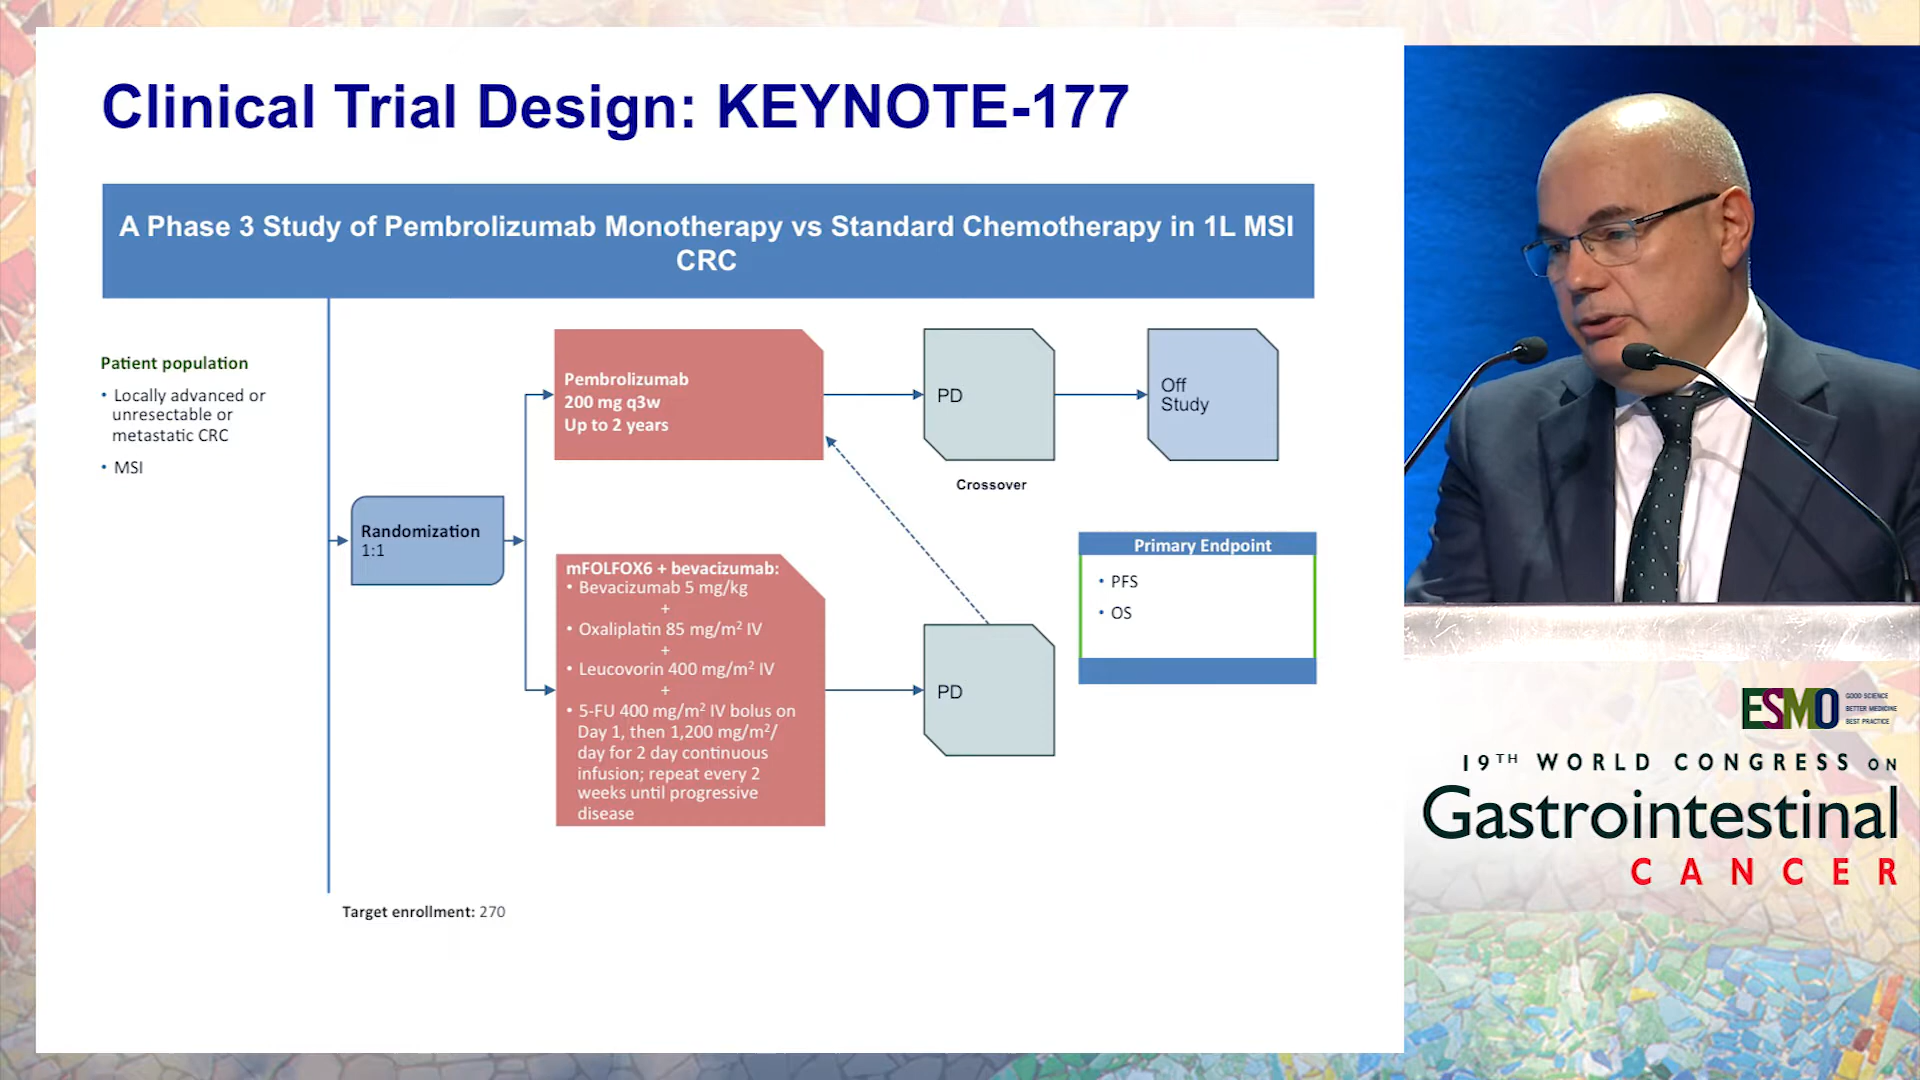 Clinical Trial Design: KEYNOTE-177
A Phase 3 Study of Pembrolizumab Monotherapy vs Standard Chemotherapy in 1L MSI
CRC
Patient population
• Locally advanced or
unresectable or
metastatic CRC
• MSI
Randomization
1:1
Pembrolizumab
200 mg q3w
Up to 2 years
PD
Off
Study
Crossover
mFOLFOX6 + bevacizumab:
• Bevacizumab 5 mg/kg
+
• Oxaliplatin 85 mg/m² IV
+
• Leucovorin 400 mg/m² IV
+
• 5-FU 400 mg/m² IV bolus on
Day 1, then 1,200 mg/m²/
day for 2 day continuous
infusion; repeat every 2
weeks until progressive
disease
PD
Primary Endpoint
• PFS
• OS
Target enrollment: 270
ESMO
GOOD SCIENCE
BETTER MEDICINE
BEST PRACTICE
19TH WORLD CONGRESS ON
Gastrointestinal
CANCER